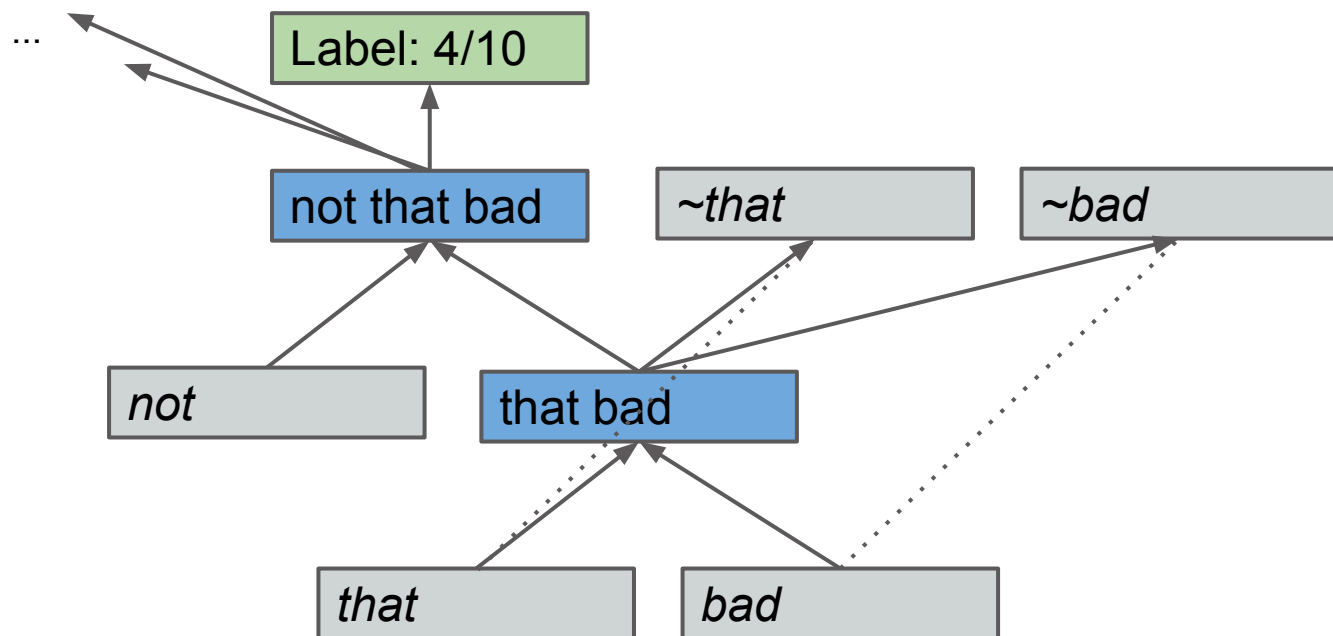 ...
Label: 4/10
not that bad
~that
~bad
not
that bad
that
bad